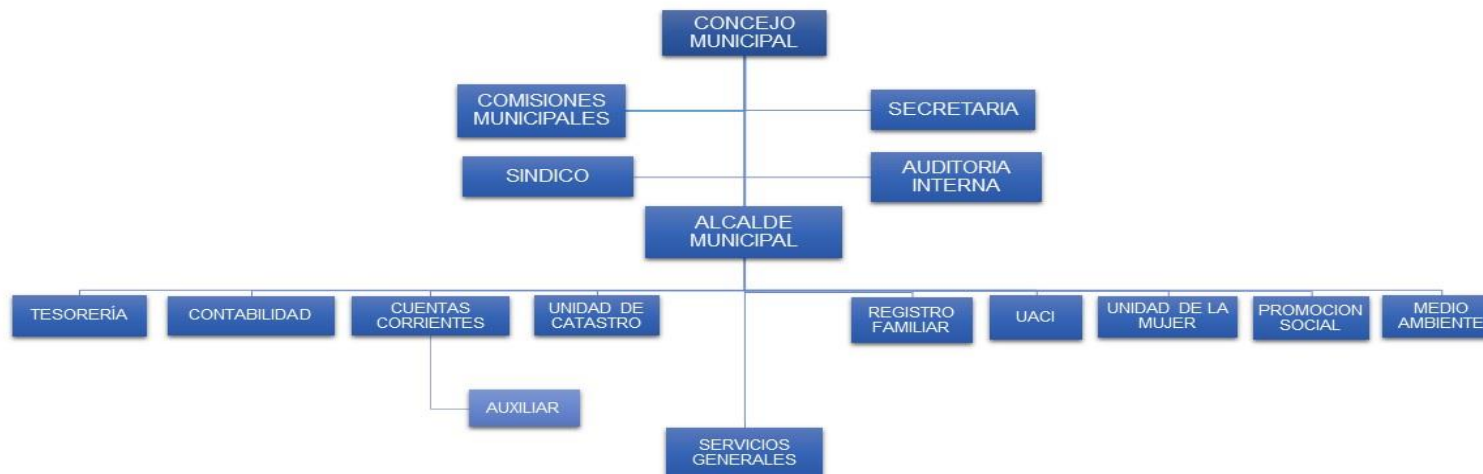 CONCEJO
MUNICIPAL
COMISIONES
MUNICIPALES
SECRETARIA
SINDICO
AUDITORIA
INTERNA
ALCALDE
MUNICIPAL
TESORERÍA
CONTABILIDAD
CUENTAS
CORRIENTES
UNIDAD DE
CATASTRO
REGISTRO
FAMILIAR
UACI
UNIDAD DE LA
MUJER
PROMOCION
SOCIAL
MEDIO
AMBIENTE
AUXILIAR
SERVICIOS
GENERALES